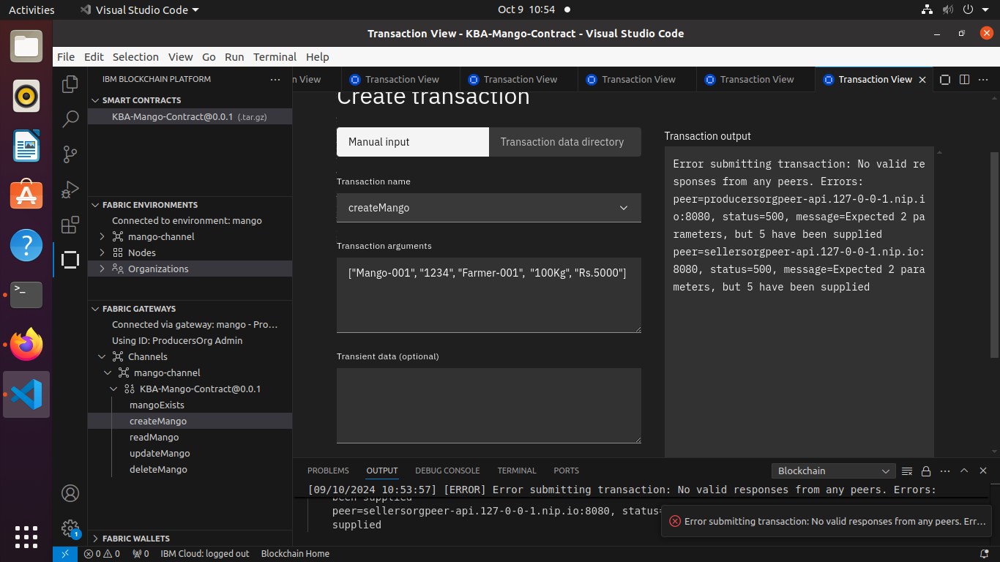 Activities
Visual Studio Code
Oct 9 10:54
Transaction View - KBA-Mango-Contract - Visual Studio Code
File Edit Selection View Go Run Terminal Help
IBM BLOCKCHAIN PLATFORM
SMART CONTRACTS
KBA-Mango-Contract@0.0.1 (.tar.gz)
FABRIC ENVIRONMENTS
Connected to environment: mango
mango-channel
Nodes
Organizations
FABRIC GATEWAYS
Connected via gateway: mango - Pro…
Using ID: ProducersOrg Admin
Channels
mango-channel
KBA-Mango-Contract@0.0.1
mangoExists
createMango
readMango
updateMango
deleteMango
FABRIC WALLETS
n View
Transaction View
Transaction View
Transaction View
Transaction View
Transaction View
Create transaction
Manual input
Transaction data directory
Transaction name
createMango
Transaction arguments
["Mango-001", "1234", "Farmer-001", "100Kg", "Rs.5000"]
Transient data (optional)
Transaction output
Error submitting transaction: No valid re
sponses from any peers. Errors:
peer=producersorgpeer-api.127-0-0-1.nip.i
o:8080, status=500, message=Expected 2 pa
rameters, but 5 have been supplied
peer=sellersorgpeer-api.127-0-0-1.nip.io:
8080, status=500, message=Expected 2 para
meters, but 5 have been supplied
PROBLEMS OUTPUT DEBUG CONSOLE TERMINAL PORTS
Blockchain
[09/10/2024 10:53:57] [ERROR] Error submitting transaction: No valid responses from any peers. Errors:
been supplied
peer=sellersorgpeer-api.127-0-0-1.nip.io:8080, status=
supplied
Error submitting transaction: No valid responses from any peers. Err…
1
0 0
0
IBM Cloud: logged out
Blockchain Home